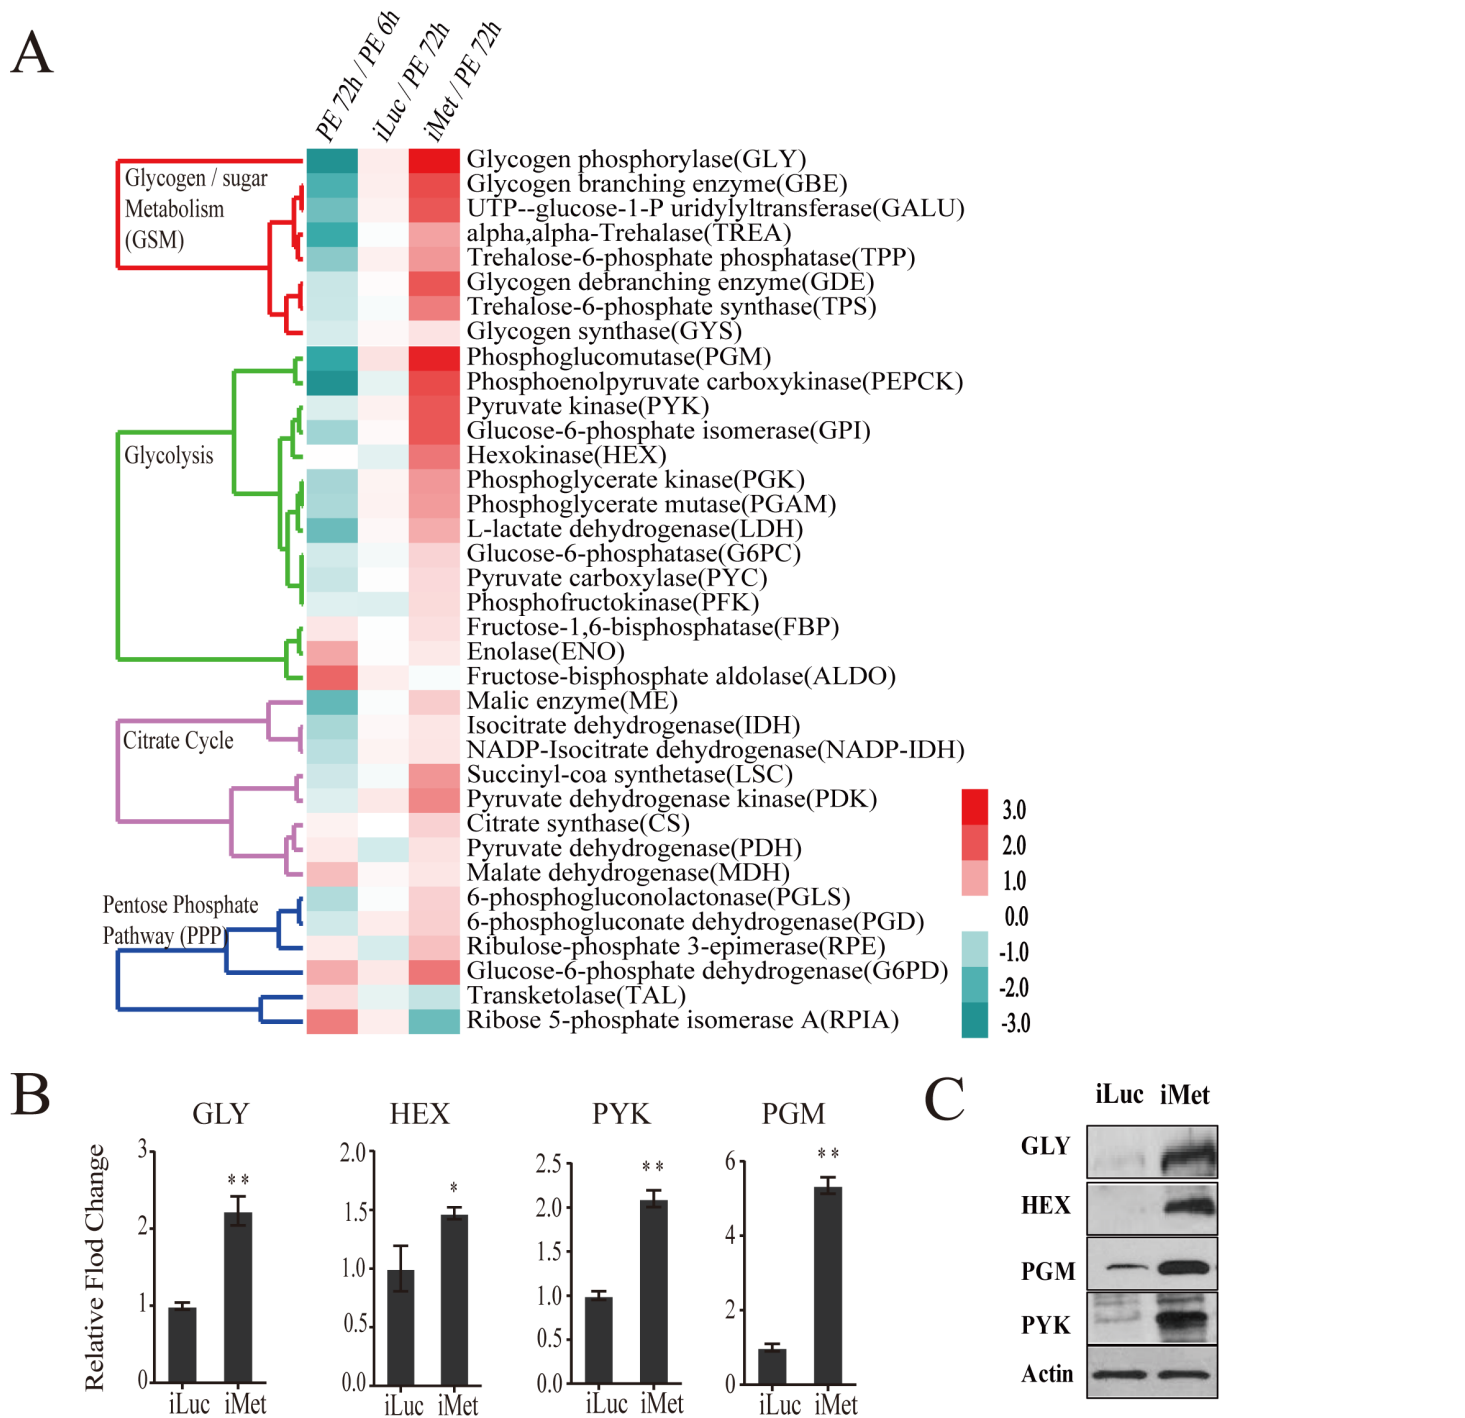 A
PE 72h / PE 6h
iLuc / PE 72h
iMet / PE 72h
Glycogen / sugar
Metabolism
(GSM)
Glycogen phosphorylase(GLY)
Glycogen branching enzyme(GBE)
UTP--glucose-1-P uridylyltransferase(GALU)
alpha,alpha-Trehalase(TREA)
Trehalose-6-phosphate phosphatase(TPP)
Glycogen debranching enzyme(GDE)
Trehalose-6-phosphate synthase(TPS)
Glycogen synthase(GYS)
Glycolysis
Phosphoglucomutase(PGM)
Phosphoenolpyruvate carboxykinase(PEPCK)
Pyruvate kinase(PYK)
Glucose-6-phosphate isomerase(GPI)
Hexokinase(HEX)
Phosphoglycerate kinase(PGK)
Phosphoglycerate mutase(PGAM)
L-lactate dehydrogenase(LDH)
Glucose-6-phosphatase(G6PC)
Pyruvate carboxylase(PYC)
Phosphofructokinase(PFK)
Fructose-1,6-bisphosphatase(FBP)
Enolase(ENO)
Fructose-bisphosphate aldolase(ALDO)
Citrate Cycle
Malic enzyme(ME)
Isocitrate dehydrogenase(IDH)
NADP-Isocitrate dehydrogenase(NADP-IDH)
Succinyl-coa synthetase(LSC)
Pyruvate dehydrogenase kinase(PDK)
Citrate synthase(CS)
Pyruvate dehydrogenase(PDH)
Malate dehydrogenase(MDH)
Pentose Phosphate
Pathway (PPP)
6-phosphogluconolactonase(PGLS)
6-phosphogluconate dehydrogenase(PGD)
Ribulose-phosphate 3-epimerase(RPE)
Glucose-6-phosphate dehydrogenase(G6PD)
Transketolase(TAL)
Ribose 5-phosphate isomerase A(RPIA)
3.0
2.0
1.0
0.0
-1.0
-2.0
-3.0
B
Relative Flod Change
GLY
3
2
1
0
**
iLuc iMet
HEX
2.0
1.5
1.0
0.5
0.0
*
iLuc iMet
PYK
2.5
2.0
1.5
1.0
0.5
0.0
**
iLuc iMet
PGM
6
4
2
0
**
iLuc iMet
C
iLuc iMet
GLY
HEX
PGM
PYK
Actin